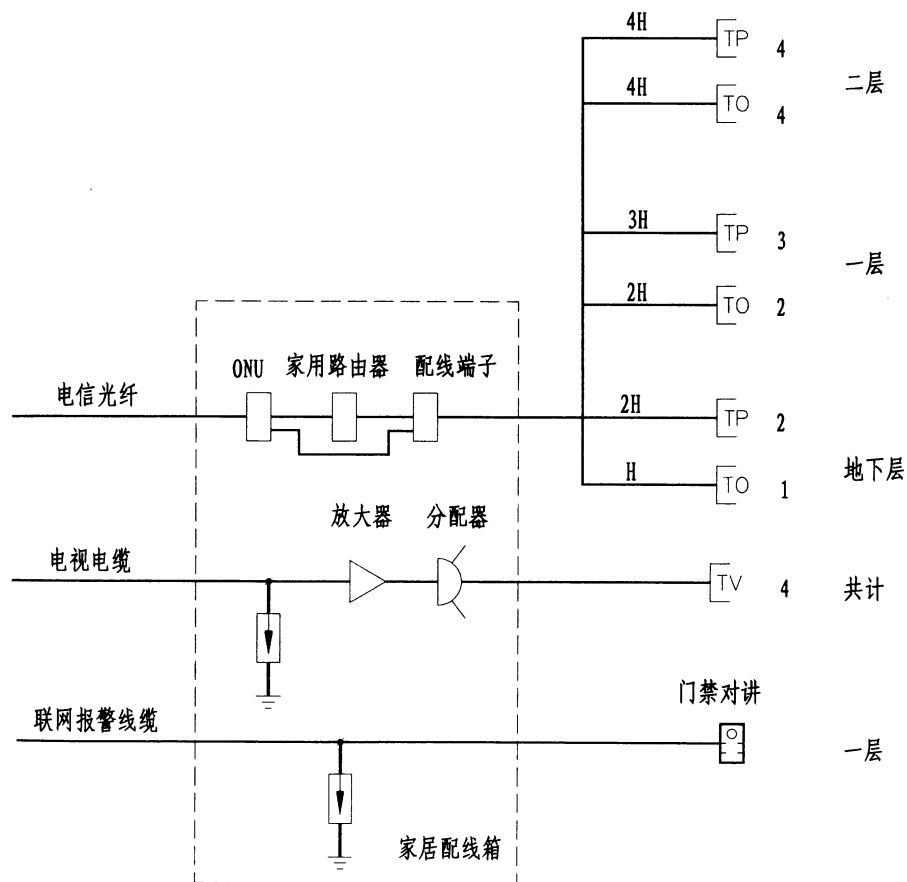 4H TP 4
二层
4H TO 4
3H TP 3
一层
2H TO 2
ONU 家用路由器 配线端子
电信光纤
2H TP 2
地下层
H TO 1
放大器 分配器
电视电缆
TV 4 共计
门禁对讲
联网报警线缆
一层
家居配线箱